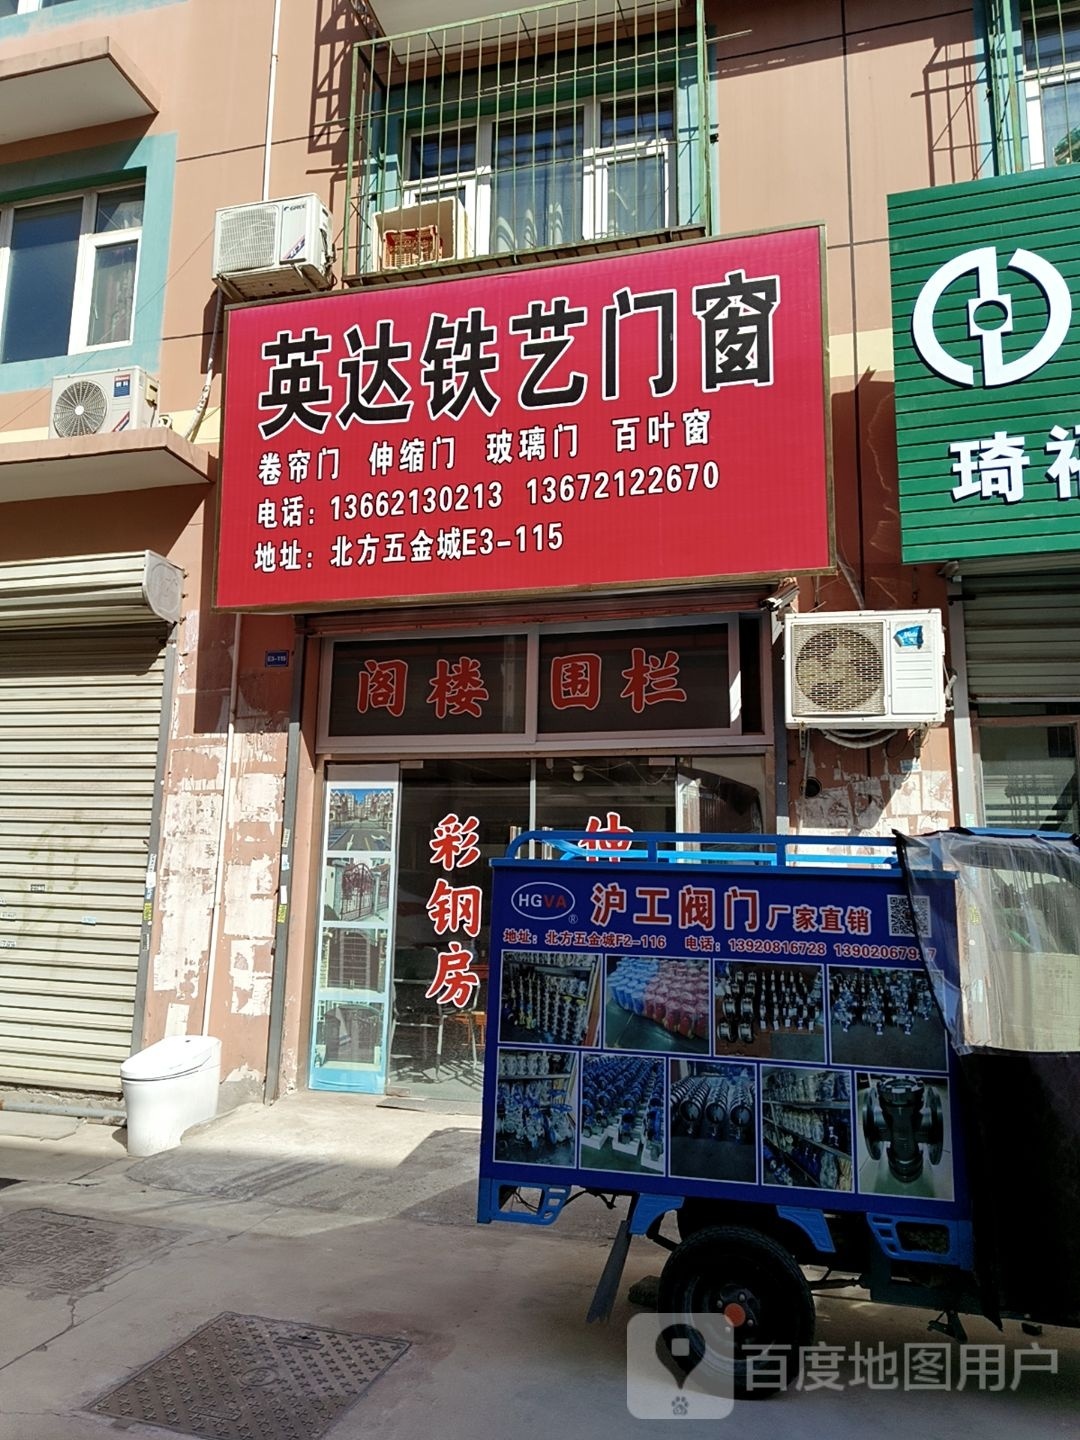 GREE
英达铁艺门窗
卷帘门 伸缩门 玻璃门 百叶窗
电话：13662130213 13672122670
地址：北方五金城E3-115
琦
E3-115
阁楼 围栏
彩钢房
伸
HGVA ® 沪工阀门 厂家直销
地址：北方五金城F2-116 电话：13920816728 139020679
百度地图用户